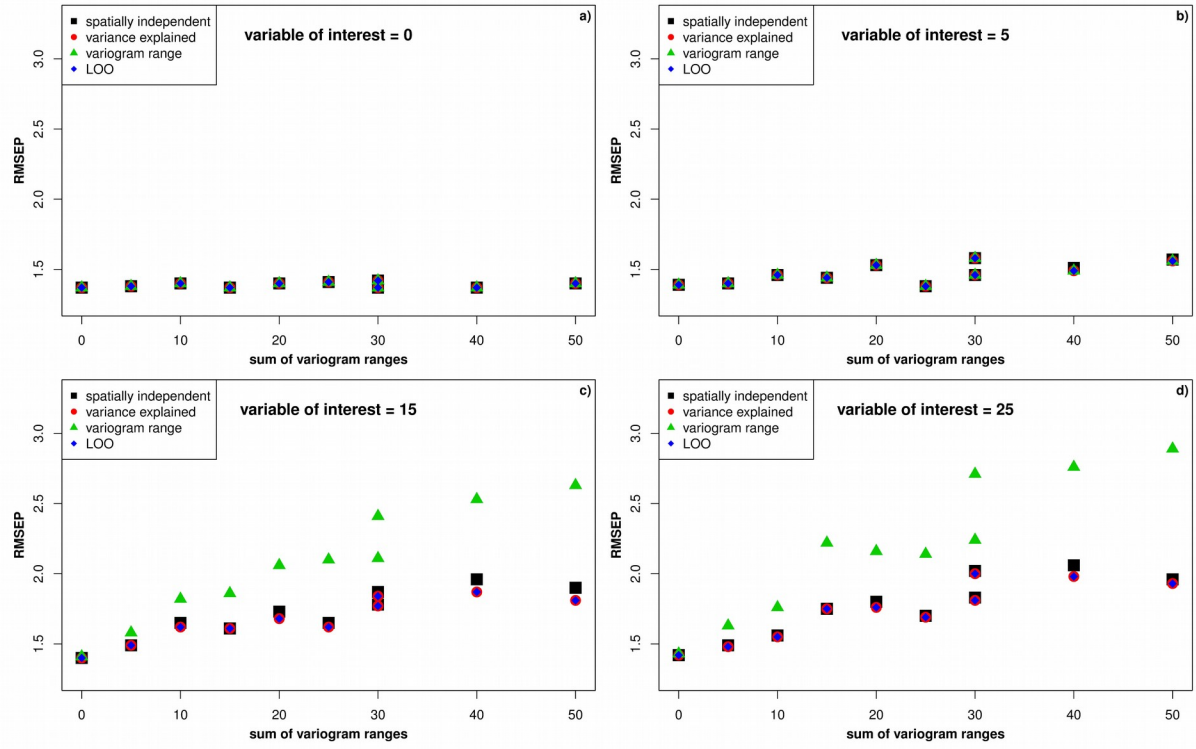 a)
variable of interest = 0
spatially independent
variance explained
variogram range
LOO
RMSEP
3.0
2.5
2.0
1.5
0 10 20 30 40 50
sum of variogram ranges
b)
variable of interest = 5
spatially independent
variance explained
variogram range
LOO
RMSEP
3.0
2.5
2.0
1.5
0 10 20 30 40 50
sum of variogram ranges
c)
variable of interest = 15
spatially independent
variance explained
variogram range
LOO
RMSEP
3.0
2.5
2.0
1.5
0 10 20 30 40 50
sum of variogram ranges
d)
variable of interest = 25
spatially independent
variance explained
variogram range
LOO
RMSEP
3.0
2.5
2.0
1.5
0 10 20 30 40 50
sum of variogram ranges